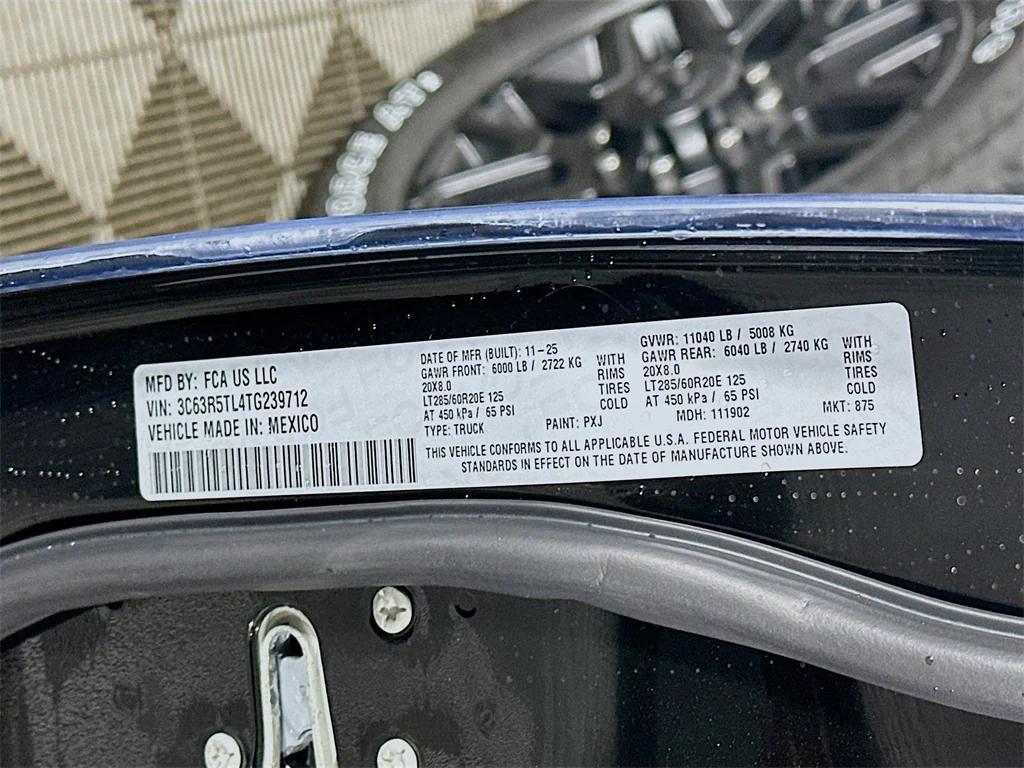 MFD BY: FCA US LLC
VIN: 3C63R5TL4TG239712
VEHICLE MADE IN: MEXICO
DATE OF MFR (BUILT): 11-25
GAWR FRONT: 6000 LB / 2722 KG
20X8.0
LT285/60R20E 125
AT 450 kPa / 65 PSI
WITH
RIMS
TIRES
COLD
TYPE: TRUCK
PAINT: PXJ
GVWR: 11040 LB / 5008 KG
GAWR REAR: 6040 LB / 2740 KG
20X8.0
LT285/60R20E 125
AT 450 kPa / 65 PSI
WITH
RIMS
TIRES
COLD
MDH: 111902
MKT: 875
THIS VEHICLE CONFORMS TO ALL APPLICABLE U.S.A. FEDERAL MOTOR VEHICLE SAFETY
STANDARDS IN EFFECT ON THE DATE OF MANUFACTURE SHOWN ABOVE.